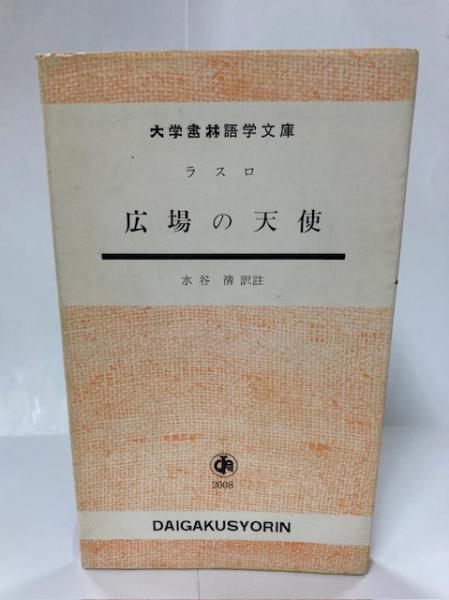 大学書林語学文庫
ラスロ
広場の天使
水谷 清 訳註
2008
DAIGAKUSYORIN